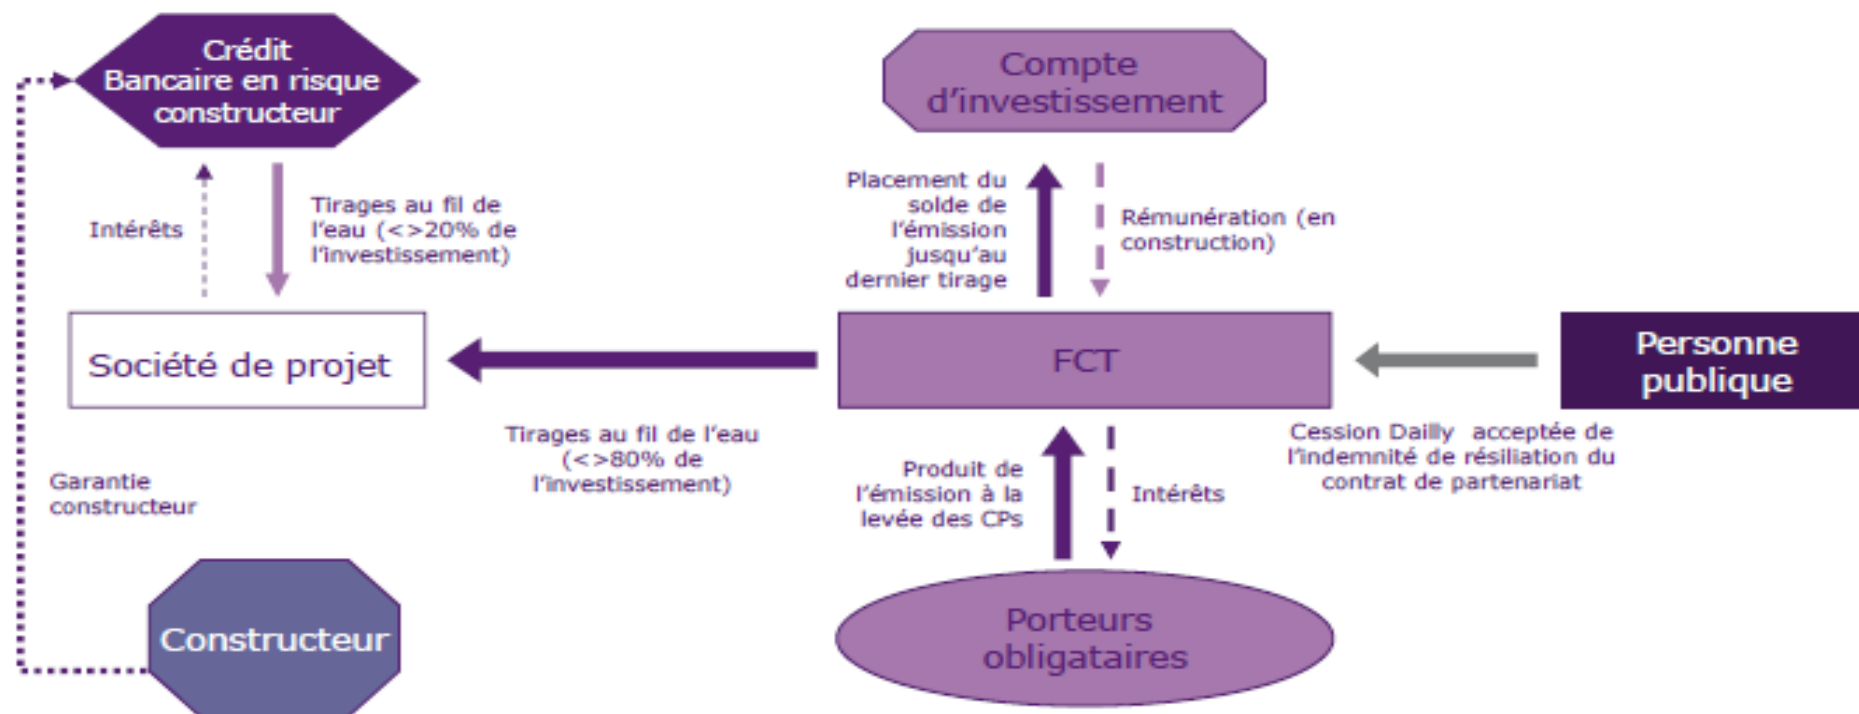 Crédit
Bancaire en risque
constructeur
Compte
d'investissement
Intérêts
Tirages au fil de
l'eau (<>20% de
l'investissement)
Placement du
solde de
l'émission
jusqu'au
dernier tirage
Rémunération (en
construction)
Société de projet
FCT
Personne
publique
Tirages au fil de l'eau
(<>80% de
l'investissement)
Cession Dailly acceptée de
l'indemnité de résiliation du
contrat de partenariat
Garantie
constructeur
Produit de
l'émission à la
levée des CPs
Intérêts
Constructeur
Porteurs
obligataires